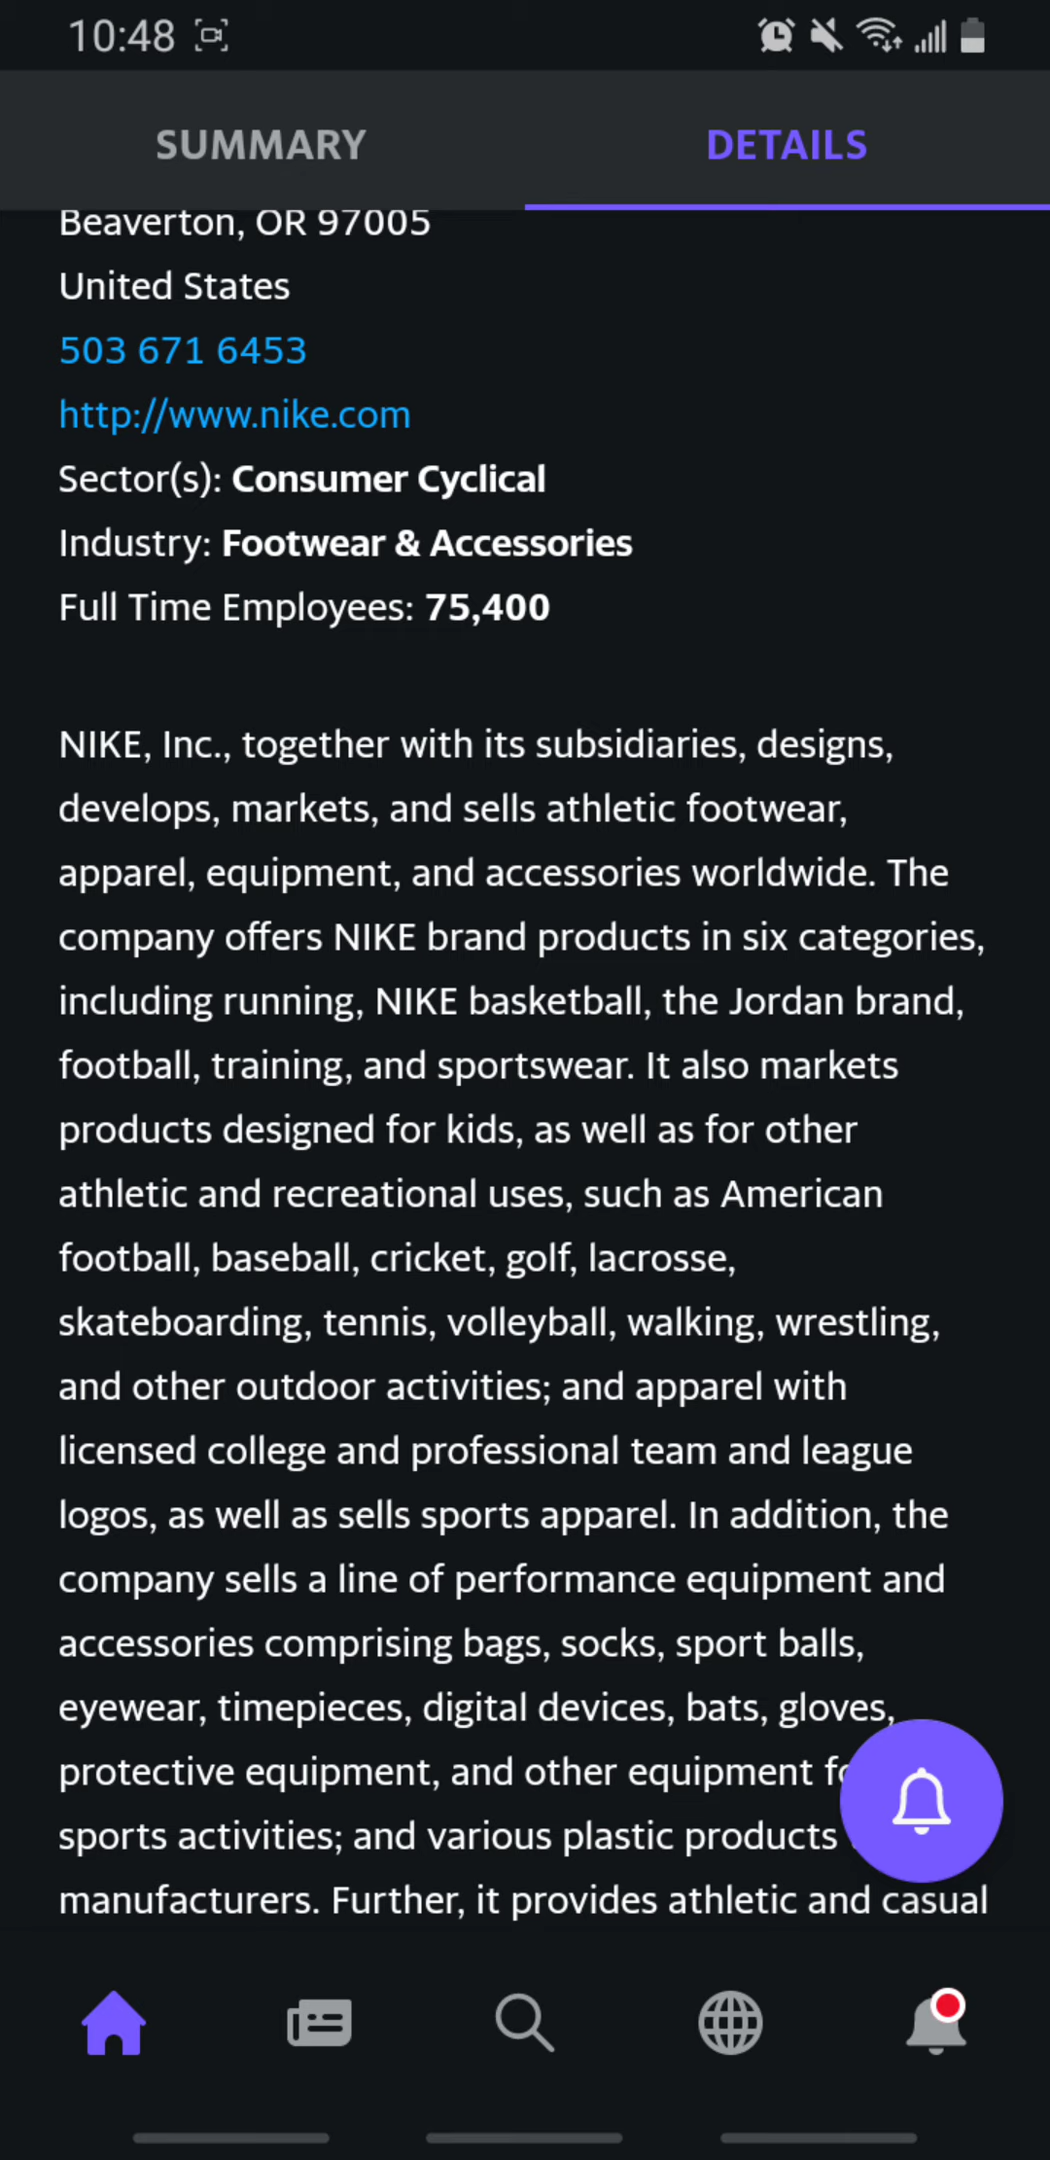 10:48
SUMMARY
DETAILS
Beaverton, OR 97005
United States
503 671 6453
http://www.nike.com
Sector(s): Consumer Cyclical
Industry: Footwear & Accessories
Full Time Employees: 75,400
NIKE, Inc., together with its subsidiaries, designs,
develops, markets, and sells athletic footwear,
apparel, equipment, and accessories worldwide. The
company offers NIKE brand products in six categories,
including running, NIKE basketball, the Jordan brand,
football, training, and sportswear. It also markets
products designed for kids, as well as for other
athletic and recreational uses, such as American
football, baseball, cricket, golf, lacrosse,
skateboarding, tennis, volleyball, walking, wrestling,
and other outdoor activities; and apparel with
licensed college and professional team and league
logos, as well as sells sports apparel. In addition, the
company sells a line of performance equipment and
accessories comprising bags, socks, sport balls,
eyewear, timepieces, digital devices, bats, gloves,
protective equipment, and other equipment
sports activities; and various plastic products
manufacturers. Further, it provides athletic and casual